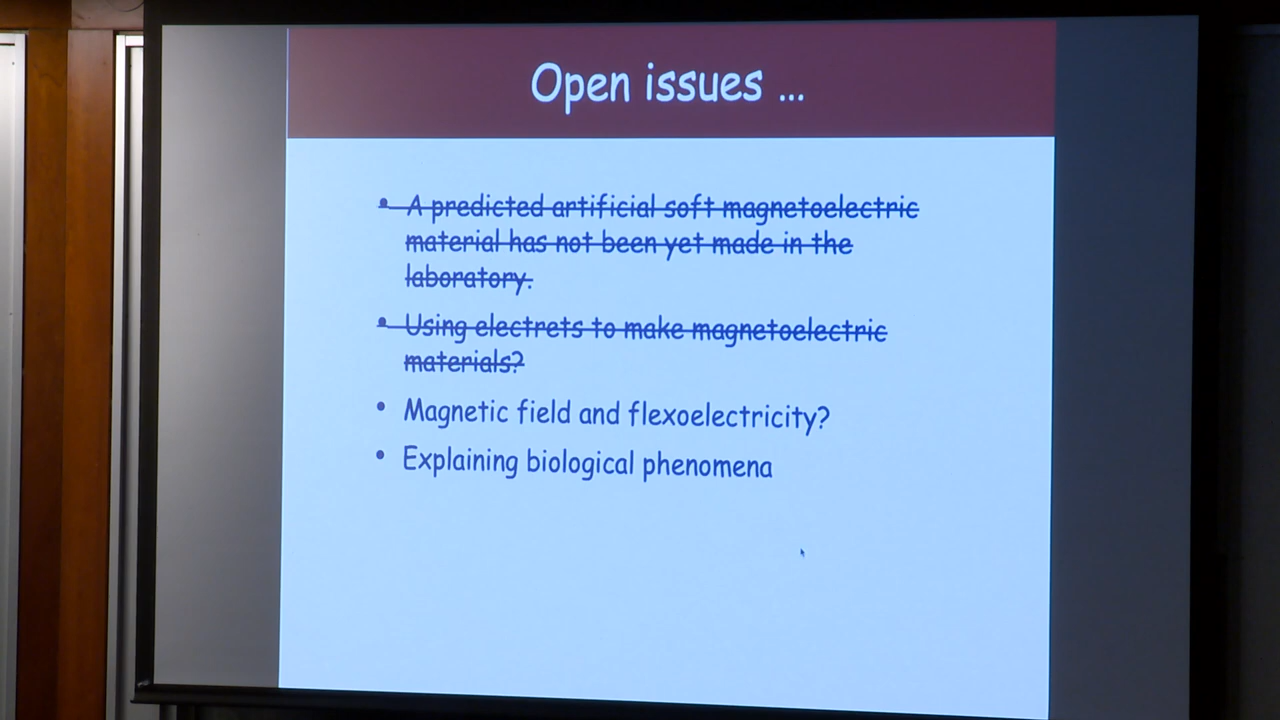 Open issues ...
• A predicted artificial soft magnetoelectric
material has not been yet made in the
laboratory.
• Using electrets to make magnetoelectric
materials?
• Magnetic field and flexoelectricity?
• Explaining biological phenomena